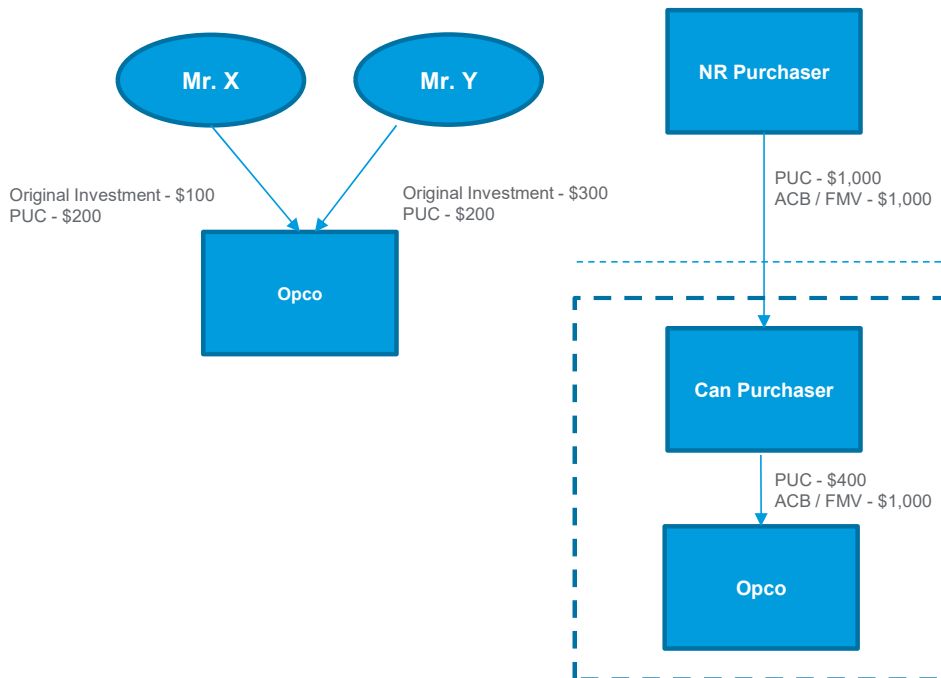 Mr. X
Mr. Y
Original Investment - $100
PUC - $200
Original Investment - $300
PUC - $200
Opco
NR Purchaser
PUC - $1,000
ACB / FMV - $1,000
Can Purchaser
PUC - $400
ACB / FMV - $1,000
Opco